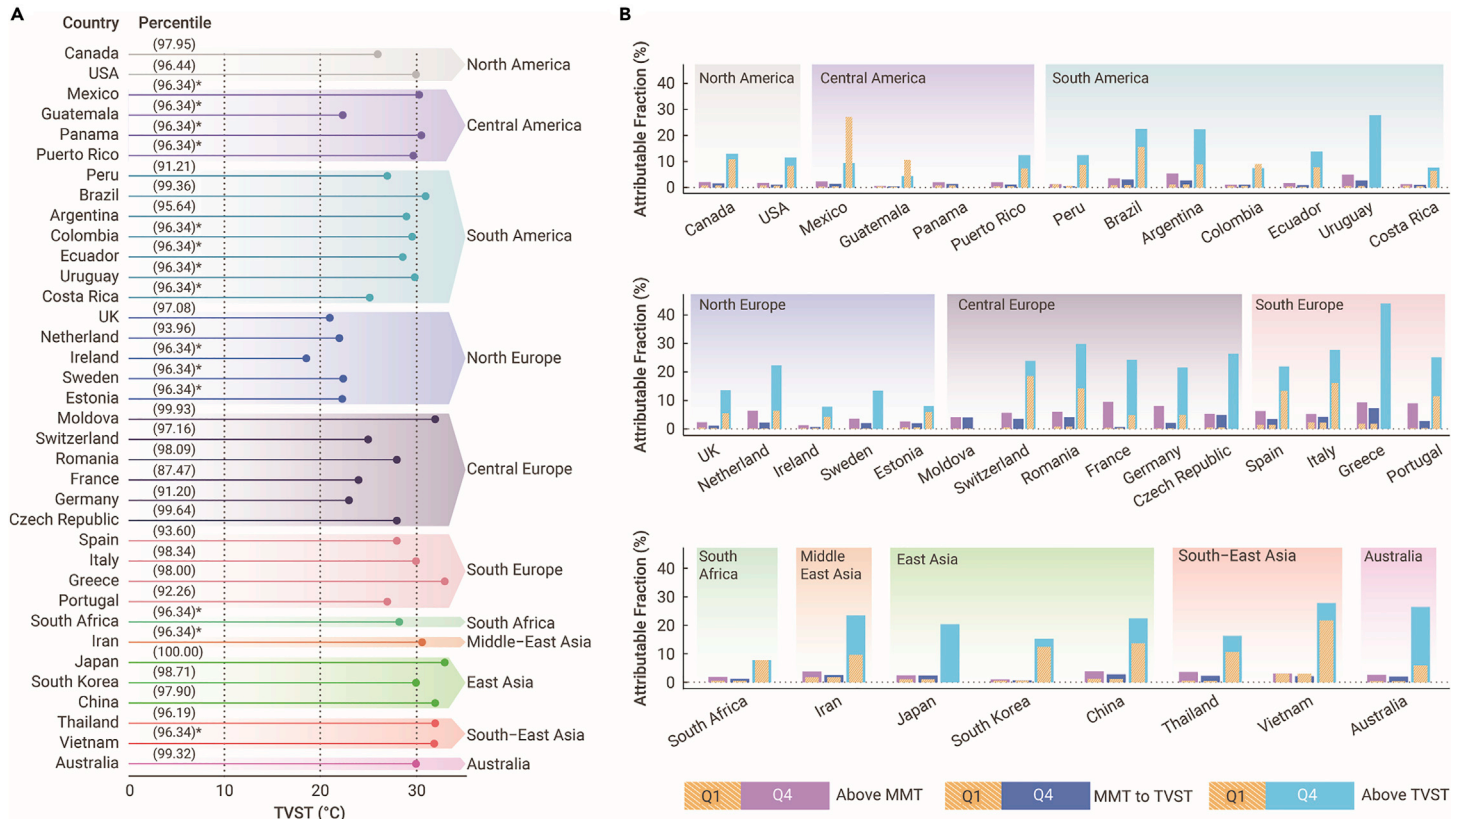 A
Country Percentile
Canada (97.95)
USA (96.44)
North America
Mexico (96.34)*
Guatemala (96.34)*
Panama (96.34)*
Puerto Rico (96.34)*
Central America
Peru (91.21)
Brazil (99.36)
Argentina (95.64)
Colombia (96.34)*
Ecuador (96.34)*
Uruguay (96.34)*
Costa Rica (96.34)*
South America
UK (97.08)
Netherland (93.96)
Ireland (96.34)*
Sweden (96.34)*
Estonia (96.34)*
North Europe
Moldova (99.93)
Switzerland (97.16)
Romania (98.09)
France (87.47)
Germany (91.20)
Czech Republic (99.64)
Central Europe
Spain (93.60)
Italy (98.34)
Greece (98.00)
Portugal (92.26)
South Europe
South Africa (96.34)*
South Africa
Iran (96.34)*
Middle-East Asia
Japan (100.00)
South Korea (98.71)
China (97.90)
East Asia
Thailand (96.19)
Vietnam (96.34)*
South-East Asia
Australia (99.32)
Australia
0 10 20 30
TVST (°C)
B
Attributable Fraction (%)
40
30
20
10
0
North America Central America South America
Canada USA Mexico Guatemala Panama Puerto Rico Peru Brazil Argentina Colombia Ecuador Uruguay Costa Rica
Attributable Fraction (%)
40
30
20
10
0
North Europe Central Europe South Europe
UK Netherland Ireland Sweden Estonia Moldova Switzerland Romania France Germany Czech Republic Spain Italy Greece Portugal
Attributable Fraction (%)
40
30
20
10
0
South
Africa
Middle
East Asia
East Asia
South-East Asia
Australia
South Africa Iran Japan South Korea China Thailand Vietnam Australia
Q1 Q4 Above MMT Q1 Q4 MMT to TVST Q1 Q4 Above TVST